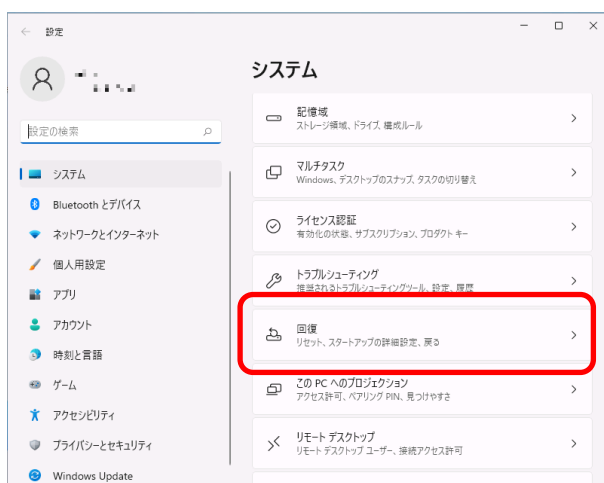 設定
システム
設定の検索
システム
Bluetooth とデバイス
ネットワークとインターネット
個人用設定
アプリ
アカウント
時刻と言語
ゲーム
アクセシビリティ
プライバシーとセキュリティ
Windows Update
記憶域
ストレージ領域、ドライブ、構成ルール
マルチタスク
Windows、デスクトップのスナップ、タスクの切り替え
ライセンス認証
有効化の状態、サブスクリプション、プロダクト キー
トラブルシューティング
推奨されるトラブルシューティングツール、設定、履歴
回復
リセット、スタートアップの詳細設定、戻る
この PC へのプロジェクション
アクセス許可、ペアリング PIN、見つけやすさ
リモート デスクトップ
リモート デスクトップ ユーザー、接続アクセス許可